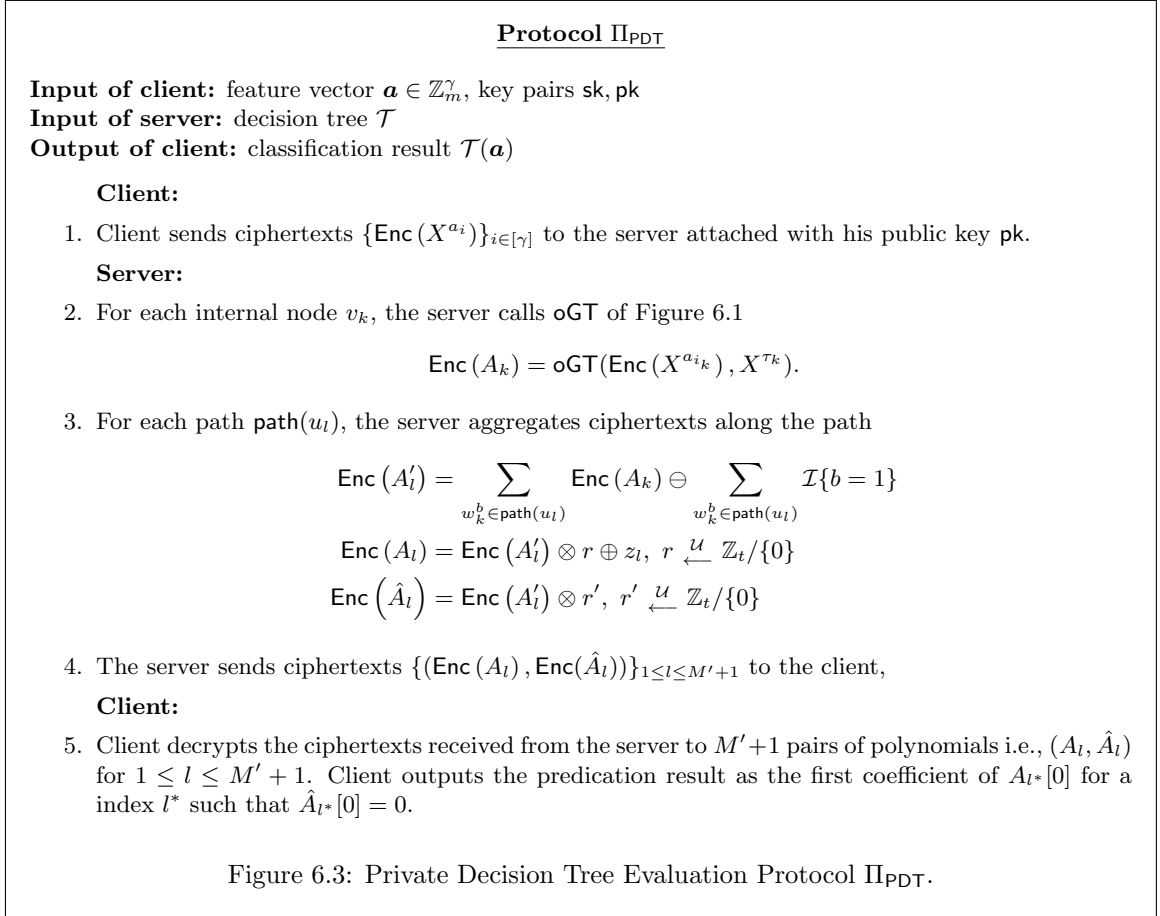 Protocol Π_PDT
Input of client: feature vector a ∈ ℤ_m^γ, key pairs sk, pk
Input of server: decision tree 𝒯
Output of client: classification result 𝒯(a)
Client:
1. Client sends ciphertexts {Enc (X^{a_i})}_{i∈[γ]} to the server attached with his public key pk.
Server:
2. For each internal node v_k, the server calls oGT of Figure 6.1
Enc (A_k) = oGT(Enc (X^{a_{i_k}}) , X^{τ_k}).
3. For each path path(u_l), the server aggregates ciphertexts along the path
Enc (A′_l) = ∑_{w_k^b∈path(u_l)} Enc (A_k) ⊖ ∑_{w_k^b∈path(u_l)} ℐ{b = 1}
Enc (A_l) = Enc (A′_l) ⊗ r ⊕ z_l, r ←^𝒰 ℤ_t/{0}
Enc (Â_l) = Enc (A′_l) ⊗ r′, r′ ←^𝒰 ℤ_t/{0}
4. The server sends ciphertexts {(Enc (A_l) , Enc(Â_l))}_{1≤l≤M′+1} to the client,
Client:
5. Client decrypts the ciphertexts received from the server to M′+1 pairs of polynomials i.e., (A_l, Â_l)
for 1 ≤ l ≤ M′ + 1. Client outputs the predication result as the first coefficient of A_{l*}[0] for a
index l* such that Â_{l*}[0] = 0.
Figure 6.3: Private Decision Tree Evaluation Protocol Π_PDT.